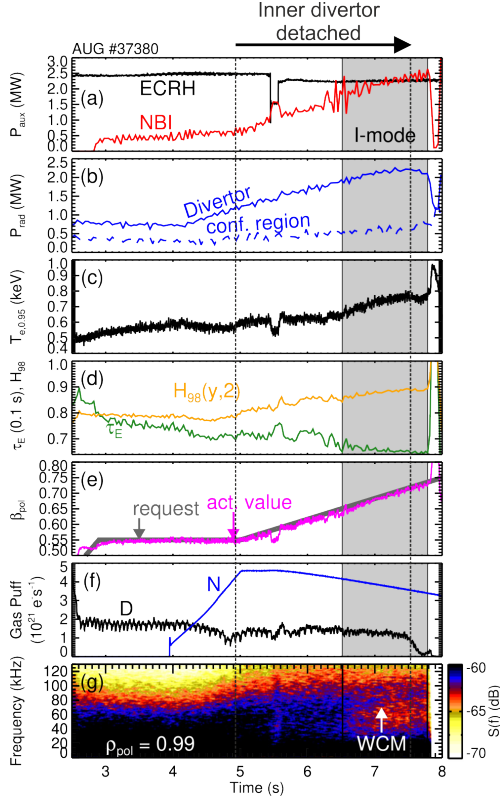 Inner divertor
detached
AUG #37380
P_aux (MW)
3.0
2.5
2.0
1.5
1.0
0.5
0.0
(a)
ECRH
NBI
I-mode
P_rad (MW)
2.5
2.0
1.5
1.0
0.5
0.0
(b)
Divertor
conf. region
T_e,0.95 (keV)
1.0
0.9
0.8
0.7
0.6
0.5
0.4
(c)
τ_E (0.1 s), H_98
1.0
0.9
0.8
0.7
(d)
H_98(y,2)
τ_E
β_pol
0.80
0.75
0.70
0.65
0.60
0.55
0.50
(e)
request
act. value
Gas Puff
(10^21 e·s^-1)
5
4
3
2
1
0
(f)
N
D
Frequency (kHz)
120
100
80
60
40
20
0
(g)
ρ_pol = 0.99
WCM
-60
-65
-70
S(f) (dB)
3 4 5 6 7 8
Time (s)